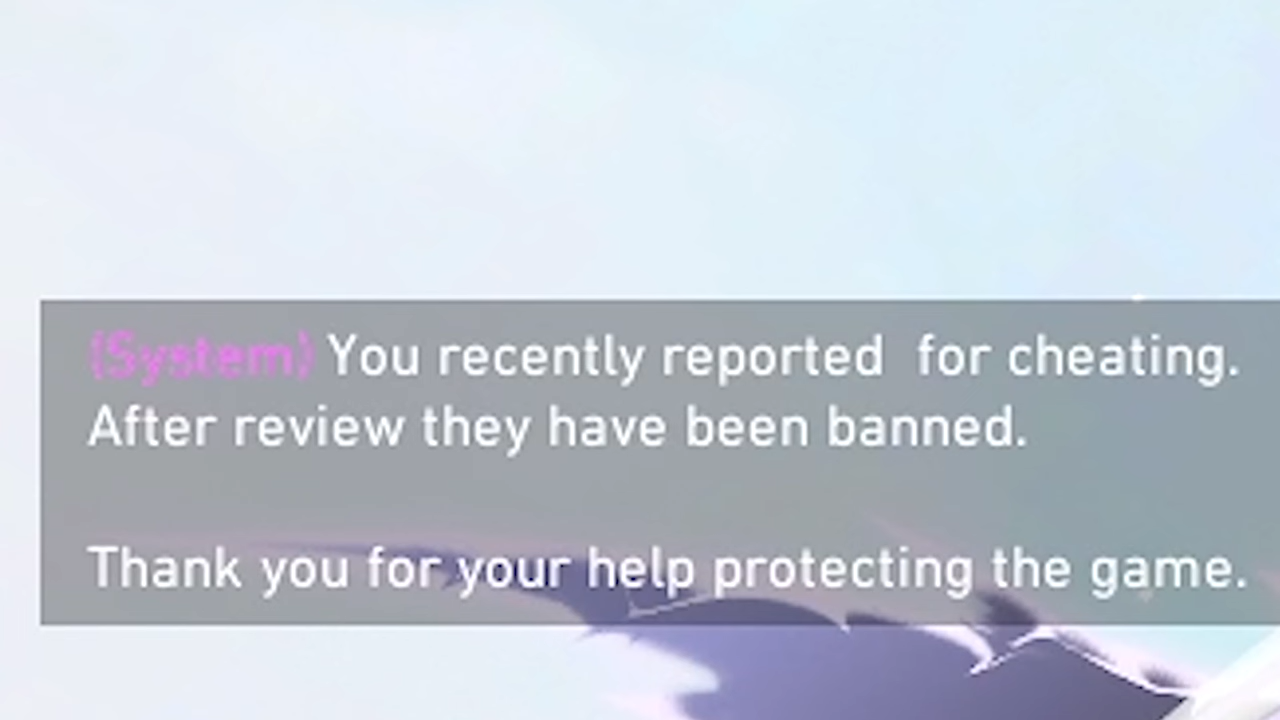 (System) You recently reported  for cheating.
After review they have been banned.
Thank you for your help protecting the game.